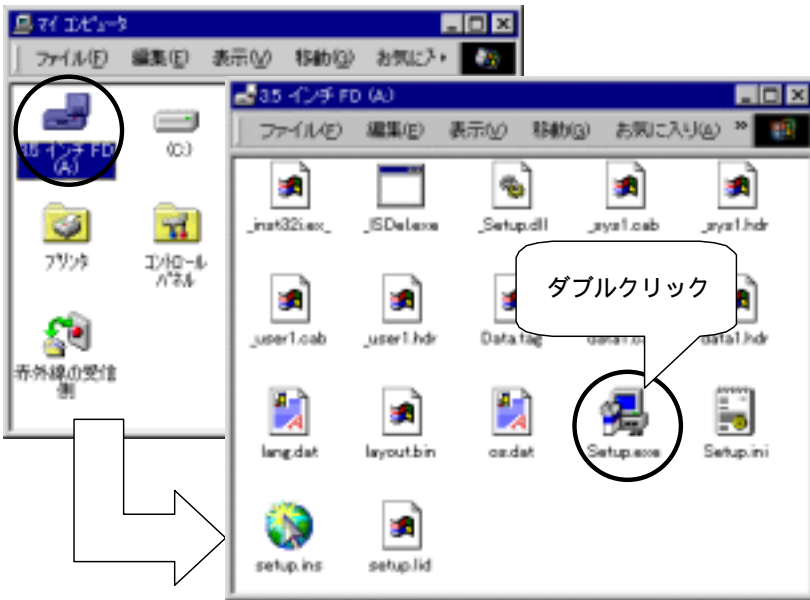 マイ コンピュータ
ファイル(F) 編集(E) 表示(V) 移動(G) お気に入
3.5 インチ FD (A:)
(C:)
プリンタ
コントロール パネル
赤外線の受信側
3.5 インチ FD (A:)
ファイル(F) 編集(E) 表示(V) 移動(G) お気に入り(A) »
_inst32i.ex_ _ISDel.exe _Setup.dll _sys1.cab _sys1.hdr
ダブルクリック
_user1.cab _user1.hdr Data.tag data1.cab data1.hdr
lang.dat layout.bin os.dat Setup.exe Setup.ini
setup.ins setup.lid